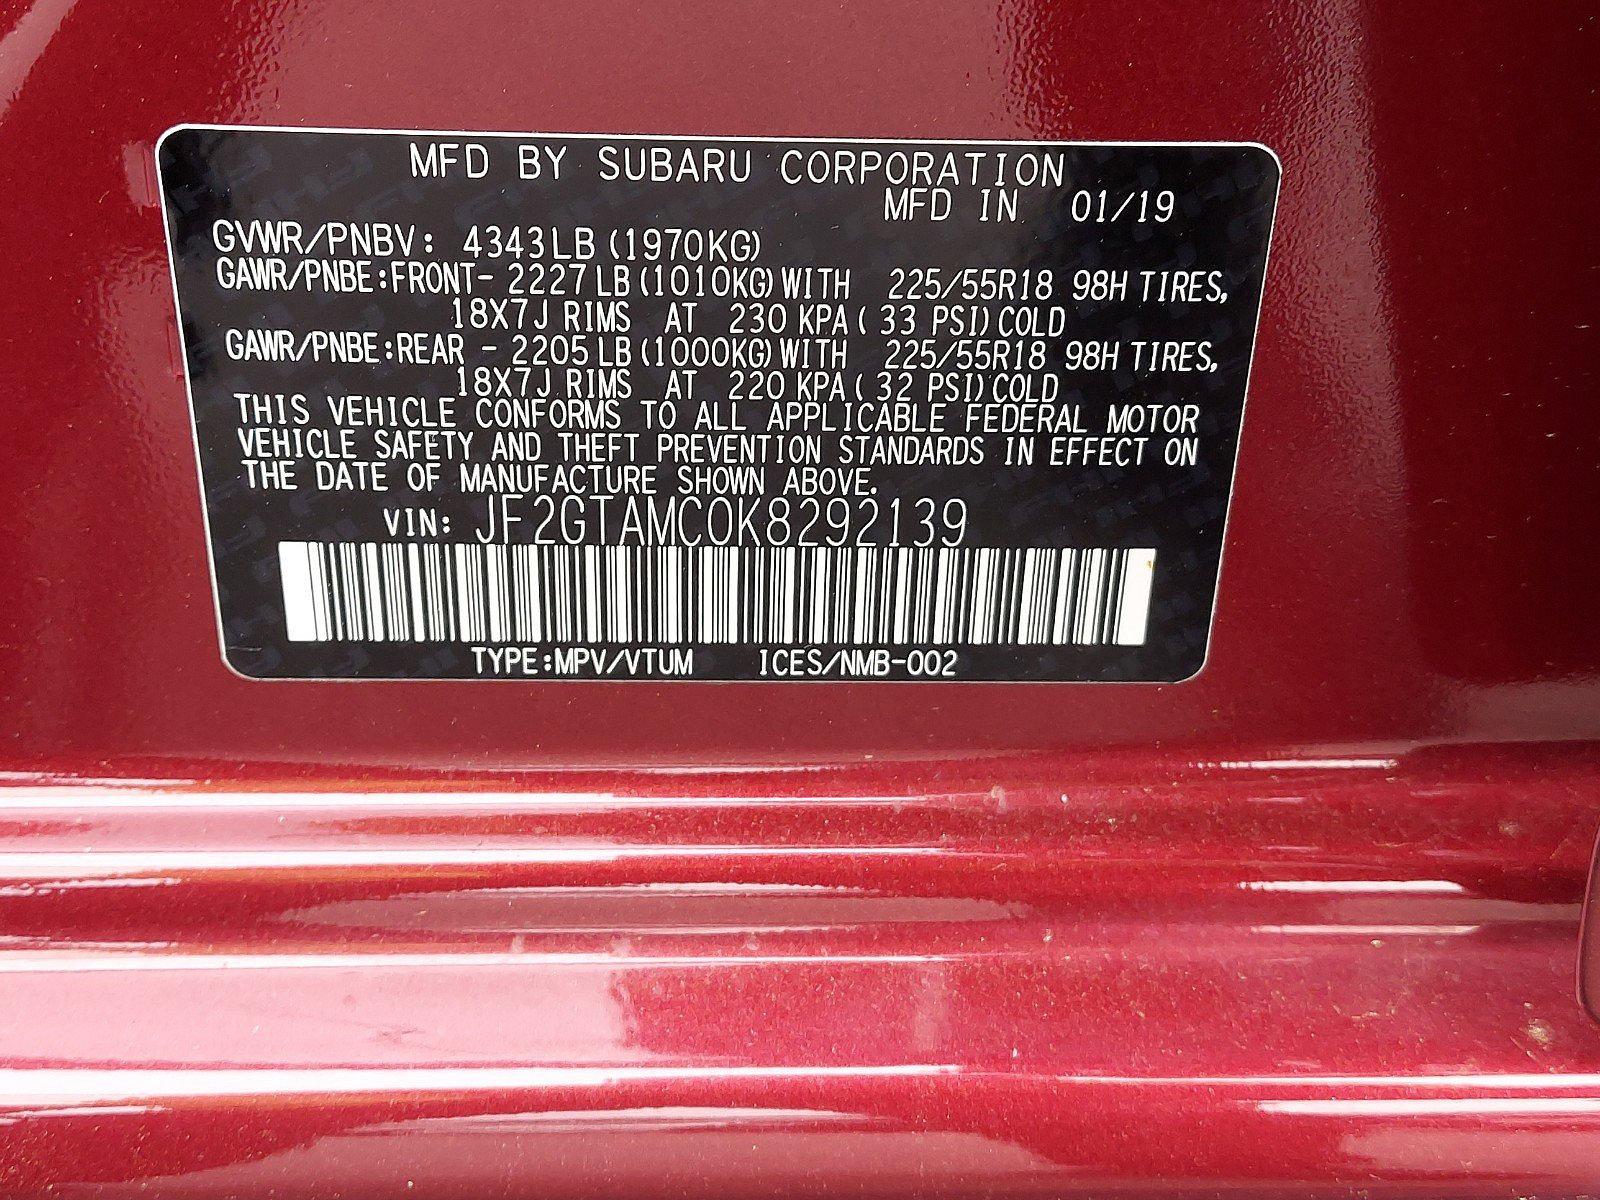 MFD BY SUBARU CORPORATION
MFD IN 01/19
GVWR/PNBV: 4343LB (1970KG)
GAWR/PNBE:FRONT- 2227LB (1010KG) WITH 225/55R18 98H TIRES,
18X7J RIMS AT 230 KPA ( 33 PSI) COLD
GAWR/PNBE:REAR - 2205LB (1000KG) WITH 225/55R18 98H TIRES,
18X7J RIMS AT 220 KPA ( 32 PSI) COLD
THIS VEHICLE CONFORMS TO ALL APPLICABLE FEDERAL MOTOR
VEHICLE SAFETY AND THEFT PREVENTION STANDARDS IN EFFECT ON
THE DATE OF MANUFACTURE SHOWN ABOVE.
VIN: JF2GTAMC0K8292139
TYPE:MPV/VTUM ICES/NMB-002